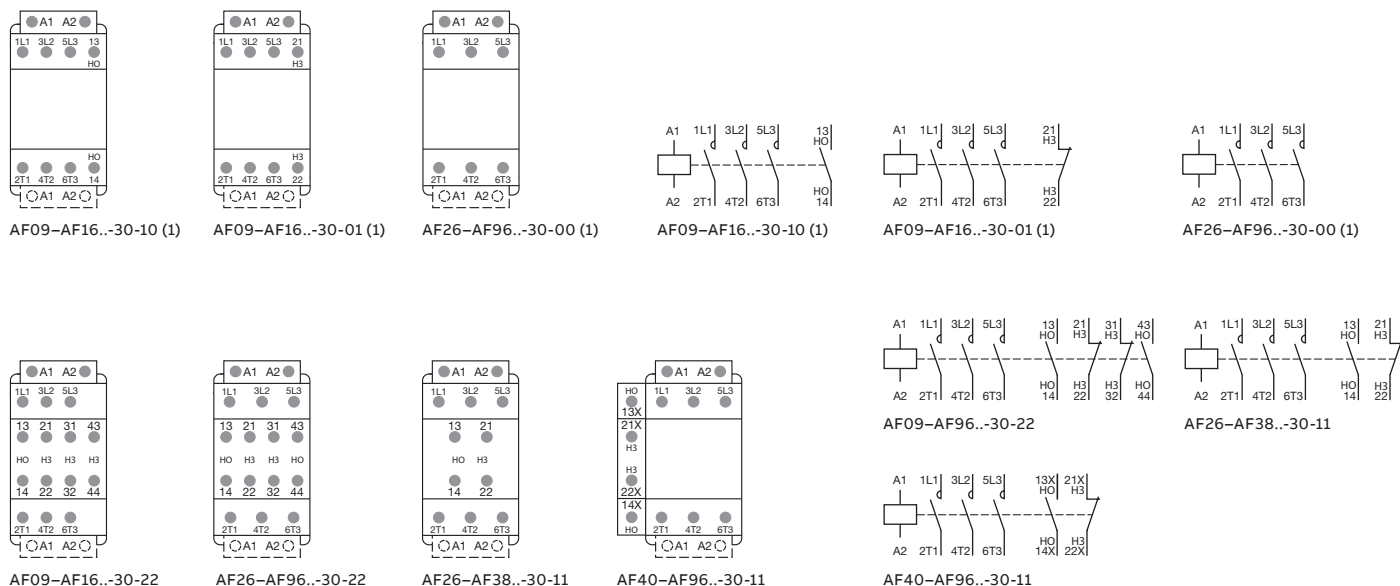 A1 A2
1L1 3L2 5L3 13
HO
HO
2T1 4T2 6T3 14
A1 A2
AF09–AF16..-30-10 (1)
A1 A2
1L1 3L2 5L3 21
H3
H3
2T1 4T2 6T3 22
A1 A2
AF09–AF16..-30-01 (1)
A1 A2
1L1 3L2 5L3
2T1 4T2 6T3
A1 A2
AF26–AF96..-30-00 (1)
A1 1L1 3L2 5L3 13
HO
HO
A2 2T1 4T2 6T3 14
AF09–AF16..-30-10 (1)
A1 1L1 3L2 5L3 21
H3
H3
A2 2T1 4T2 6T3 22
AF09–AF16..-30-01 (1)
A1 1L1 3L2 5L3
A2 2T1 4T2 6T3
AF26–AF96..-30-00 (1)
A1 1L1 3L2 5L3 13 21 31 43
HO H3 H3 HO
HO H3 H3 HO
A2 2T1 4T2 6T3 14 22 32 44
AF09–AF96..-30-22
A1 1L1 3L2 5L3 13 21
HO H3
HO H3
A2 2T1 4T2 6T3 14 22
AF26–AF38..-30-11
A1 A2
1L1 3L2 5L3
13 21 31 43
HO H3 H3 H3
14 22 32 44
2T1 4T2 6T3
A1 A2
AF09–AF16..-30-22
A1 A2
1L1 3L2 5L3
13 21 31 43
HO H3 H3 HO
14 22 32 44
2T1 4T2 6T3
A1 A2
AF26–AF96..-30-22
A1 A2
1L1 3L2 5L3
13 21
HO H3
14 22
2T1 4T2 6T3
A1 A2
AF26–AF38..-30-11
A1 A2
HO 1L1 3L2 5L3
13X
21X
H3
H3
22X
14X
HO 2T1 4T2 6T3
A1 A2
AF40–AF96..-30-11
A1 1L1 3L2 5L3 13X 21X
HO H3
HO H3
A2 2T1 4T2 6T3 14X 22X
AF40–AF96..-30-11